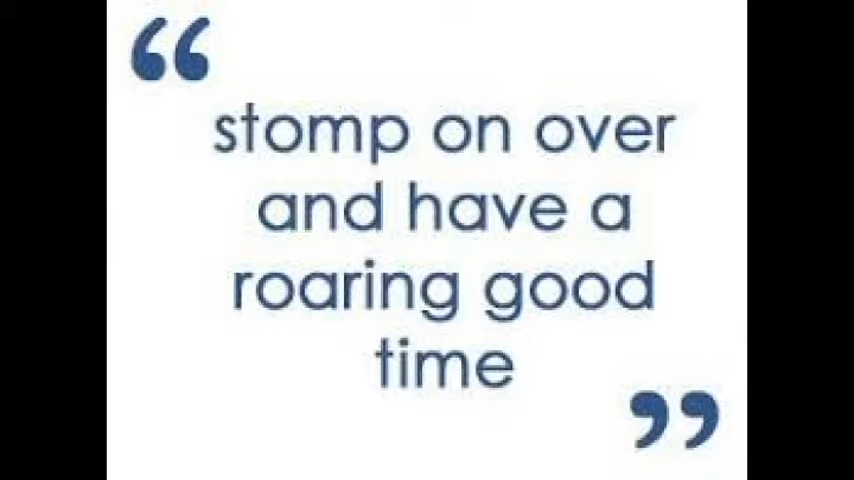 “
stomp on over
and have a
roaring good
time
”